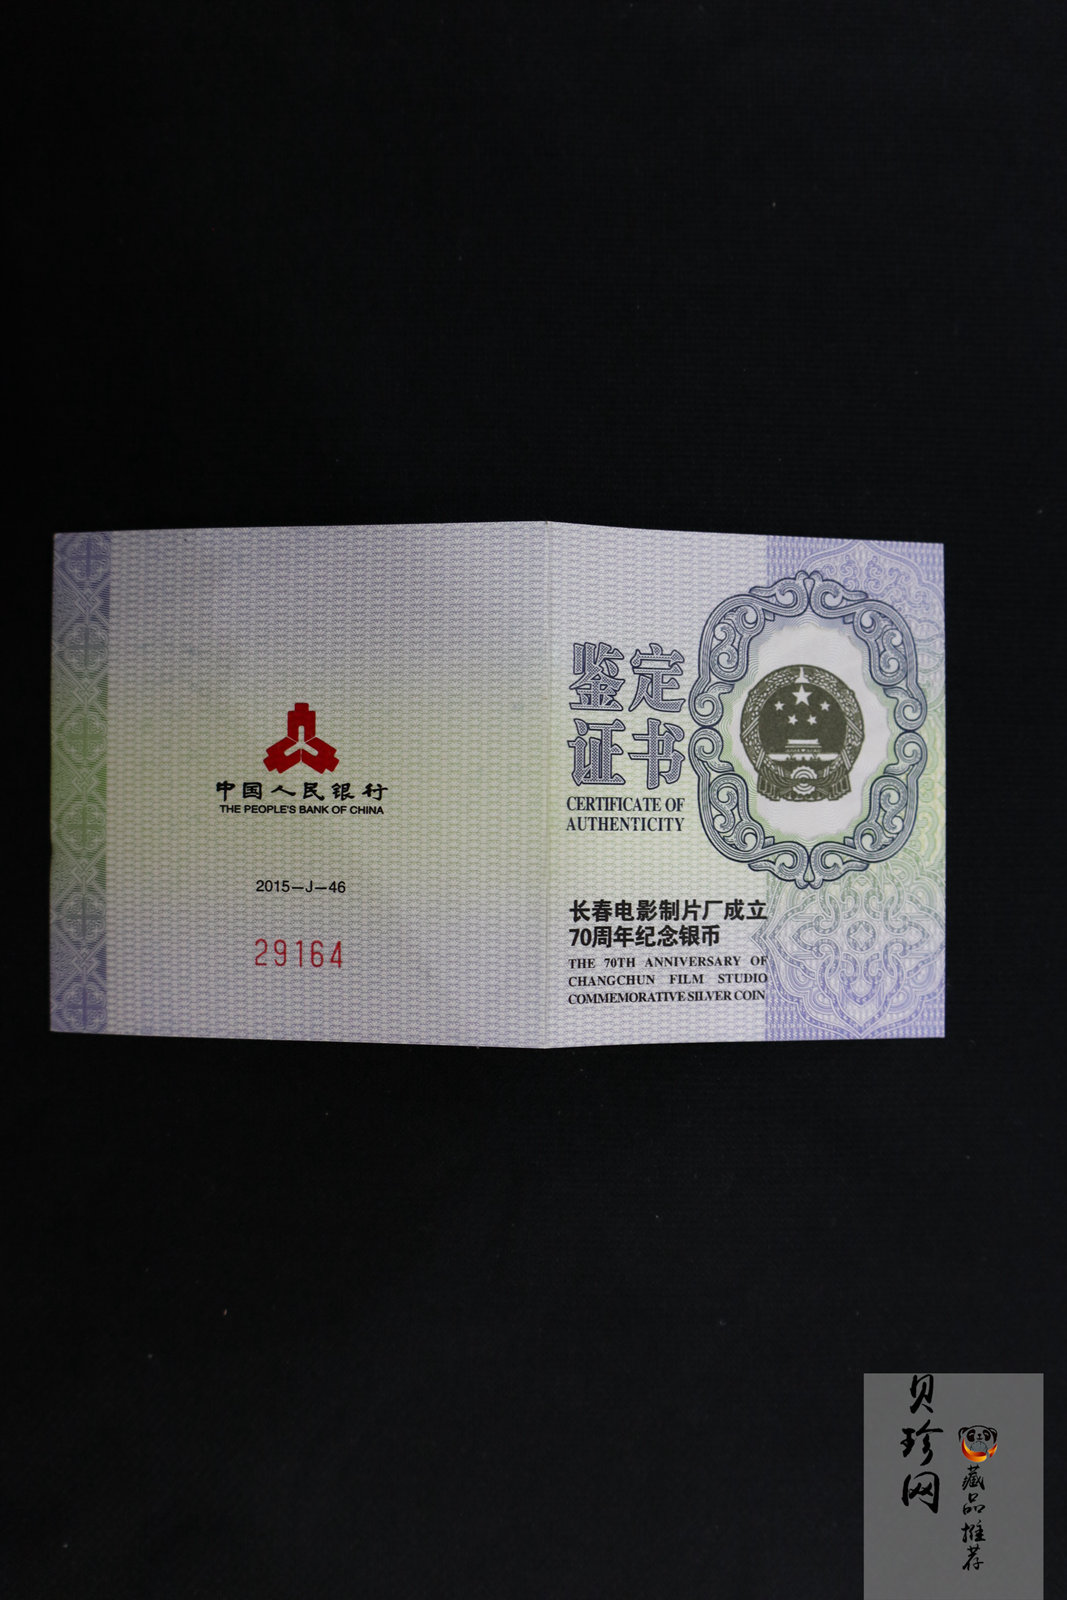 中国人民银行
THE PEOPLE'S BANK OF CHINA
2015—J—46
29164
鉴定
证书
CERTIFICATE OF
AUTHENTICITY
长春电影制片厂成立
70周年纪念银币
THE 70TH ANNIVERSARY OF
CHANGCHUN FILM STUDIO
COMMEMORATIVE SILVER COIN
贝珍网
藏品推荐